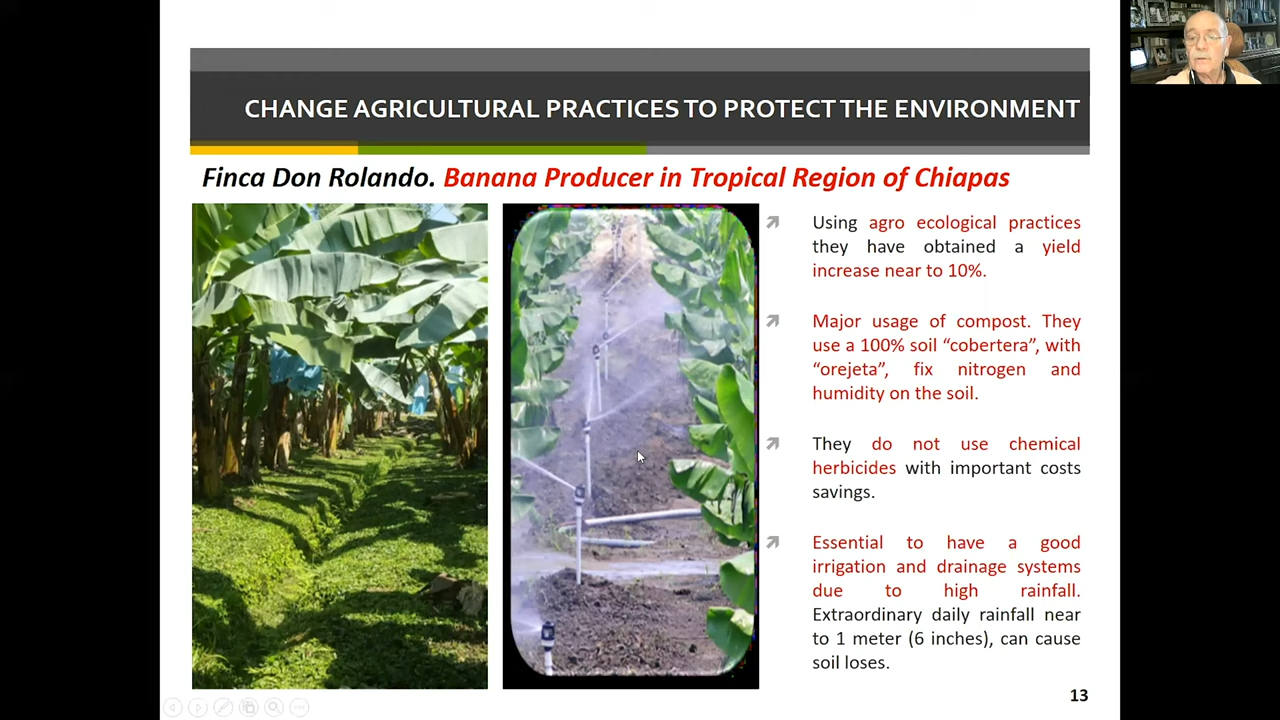 CHANGE AGRICULTURAL PRACTICES TO PROTECT THE ENVIRONMENT
Finca Don Rolando. Banana Producer in Tropical Region of Chiapas
Using agro ecological practices
they have obtained a yield
increase near to 10%.
Major usage of compost. They
use a 100% soil “cobertera”, with
“orejeta”, fix nitrogen and
humidity on the soil.
They do not use chemical
herbicides with important costs
savings.
Essential to have a good
irrigation and drainage systems
due to high rainfall.
Extraordinary daily rainfall near
to 1 meter (6 inches), can cause
soil loses.
13